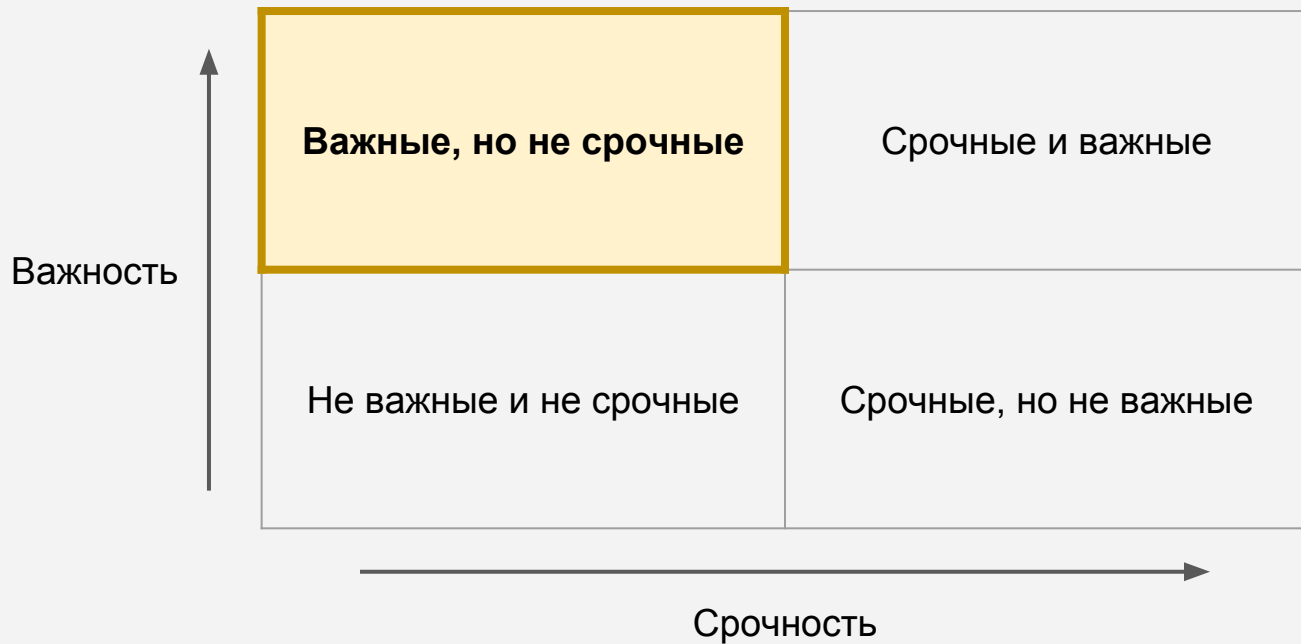 Важные, но не срочные
Срочные и важные
Важность
Не важные и не срочные
Срочные, но не важные
Срочность